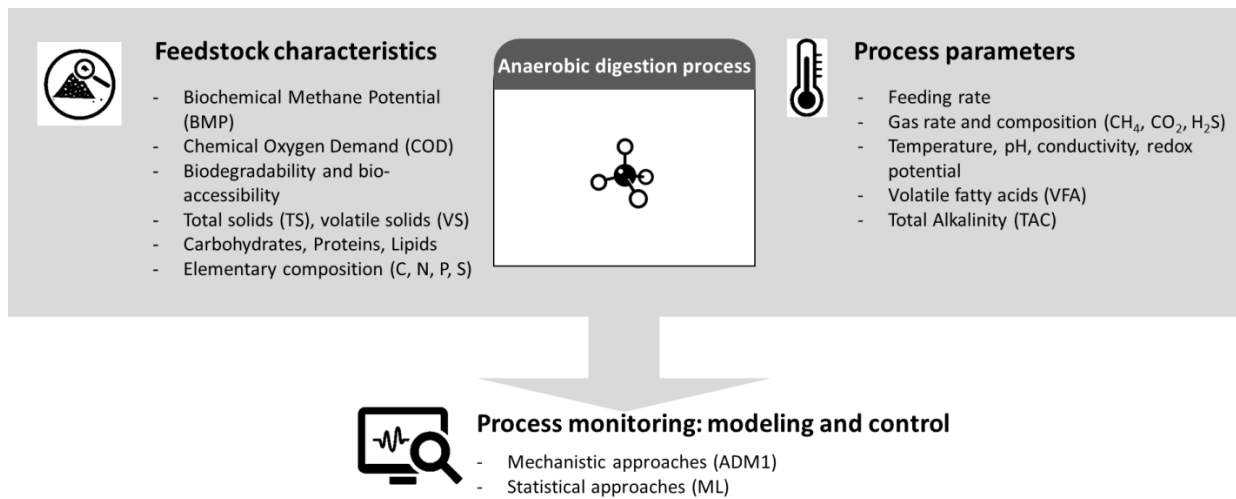 Feedstock characteristics
- Biochemical Methane Potential
(BMP)
- Chemical Oxygen Demand (COD)
- Biodegradability and bio-
accessibility
- Total solids (TS), volatile solids (VS)
- Carbohydrates, Proteins, Lipids
- Elementary composition (C, N, P, S)
Anaerobic digestion process
Process parameters
- Feeding rate
- Gas rate and composition (CH₄, CO₂, H₂S)
- Temperature, pH, conductivity, redox
potential
- Volatile fatty acids (VFA)
- Total Alkalinity (TAC)
Process monitoring: modeling and control
- Mechanistic approaches (ADM1)
- Statistical approaches (ML)